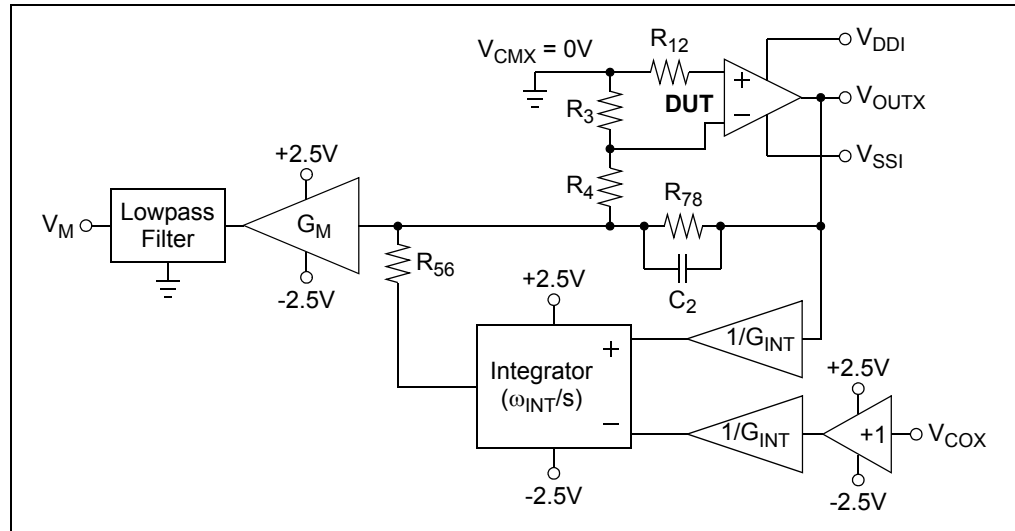 V_CMX = 0V
R_12
V_DDI
+
DUT
V_OUTX
−
R_3
V_SSI
+2.5V
R_4
R_78
V_M
Lowpass
Filter
G_M
R_56
-2.5V
C_2
+2.5V
+
1/G_INT
Integrator
(ω_INT/s)
+2.5V
−
1/G_INT
+1
V_COX
-2.5V
-2.5V